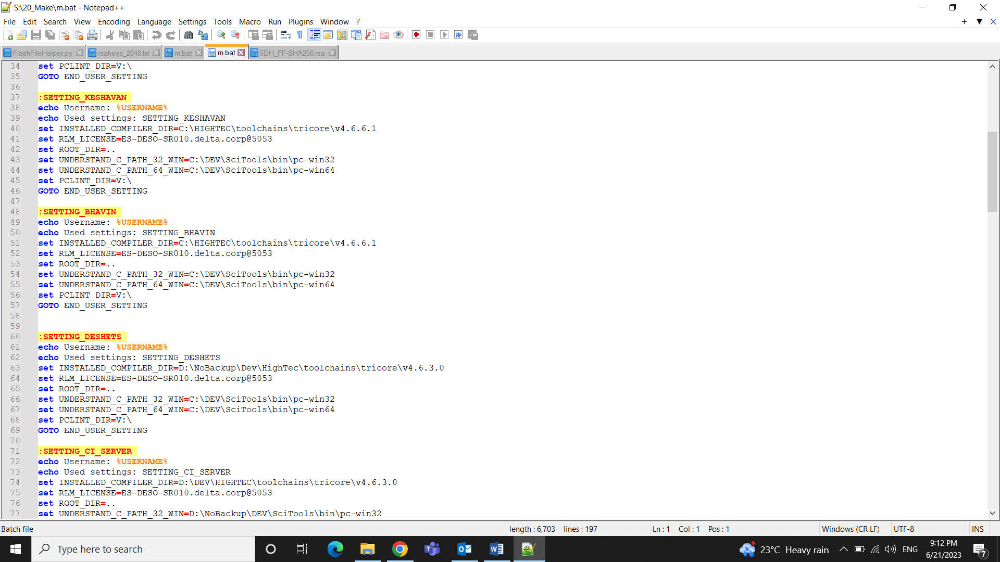 S:\20_Make\m.bat - Notepad++
File Edit Search View Encoding Language Settings Tools Macro Run Plugins Window ?
FlashFileHelper.py rsakeys_2048.txt m.bat m.bat 5DH_FF-SHA256.rsa
34 set PCLINT_DIR=V:\
35 GOTO END_USER_SETTING
36
37 :SETTING_KESHAVAN
38 echo Username: %USERNAME%
39 echo Used settings: SETTING_KESHAVAN
40 set INSTALLED_COMPILER_DIR=C:\HIGHTEC\toolchains\tricore\v4.6.6.1
41 set RLM_LICENSE=ES-DESO-SR010.delta.corp@5053
42 set ROOT_DIR=..
43 set UNDERSTAND_C_PATH_32_WIN=C:\DEV\SciTools\bin\pc-win32
44 set UNDERSTAND_C_PATH_64_WIN=C:\DEV\SciTools\bin\pc-win64
45 set PCLINT_DIR=V:\
46 GOTO END_USER_SETTING
47
48 :SETTING_BHAVIN
49 echo Username: %USERNAME%
50 echo Used settings: SETTING_BHAVIN
51 set INSTALLED_COMPILER_DIR=C:\HIGHTEC\toolchains\tricore\v4.6.6.1
52 set RLM_LICENSE=ES-DESO-SR010.delta.corp@5053
53 set ROOT_DIR=..
54 set UNDERSTAND_C_PATH_32_WIN=C:\DEV\SciTools\bin\pc-win32
55 set UNDERSTAND_C_PATH_64_WIN=C:\DEV\SciTools\bin\pc-win64
56 set PCLINT_DIR=V:\
57 GOTO END_USER_SETTING
58
59
60 :SETTING_DESHETS
61 echo Username: %USERNAME%
62 echo Used settings: SETTING_DESHETS
63 set INSTALLED_COMPILER_DIR=D:\NoBackup\Dev\HighTec\toolchains\tricore\v4.6.3.0
64 set RLM_LICENSE=ES-DESO-SR010.delta.corp@5053
65 set ROOT_DIR=..
66 set UNDERSTAND_C_PATH_32_WIN=C:\DEV\SciTools\bin\pc-win32
67 set UNDERSTAND_C_PATH_64_WIN=C:\DEV\SciTools\bin\pc-win64
68 set PCLINT_DIR=V:\
69 GOTO END_USER_SETTING
70
71 :SETTING_CI_SERVER
72 echo Username: %USERNAME%
73 echo Used settings: SETTING_CI_SERVER
74 set INSTALLED_COMPILER_DIR=D:\DEV\HIGHTEC\toolchains\tricore\v4.6.3.0
75 set RLM_LICENSE=ES-DESO-SR010.delta.corp@5053
76 set ROOT_DIR=..
77 set UNDERSTAND_C_PATH_32_WIN=D:\NoBackup\DEV\SciTools\bin\pc-win32
Batch file length : 6,703 lines : 197 Ln : 1 Col : 1 Pos : 1 Windows (CR LF) UTF-8 INS
Type here to search 23°C Heavy rain ENG 9:12 PM
6/21/2023 7